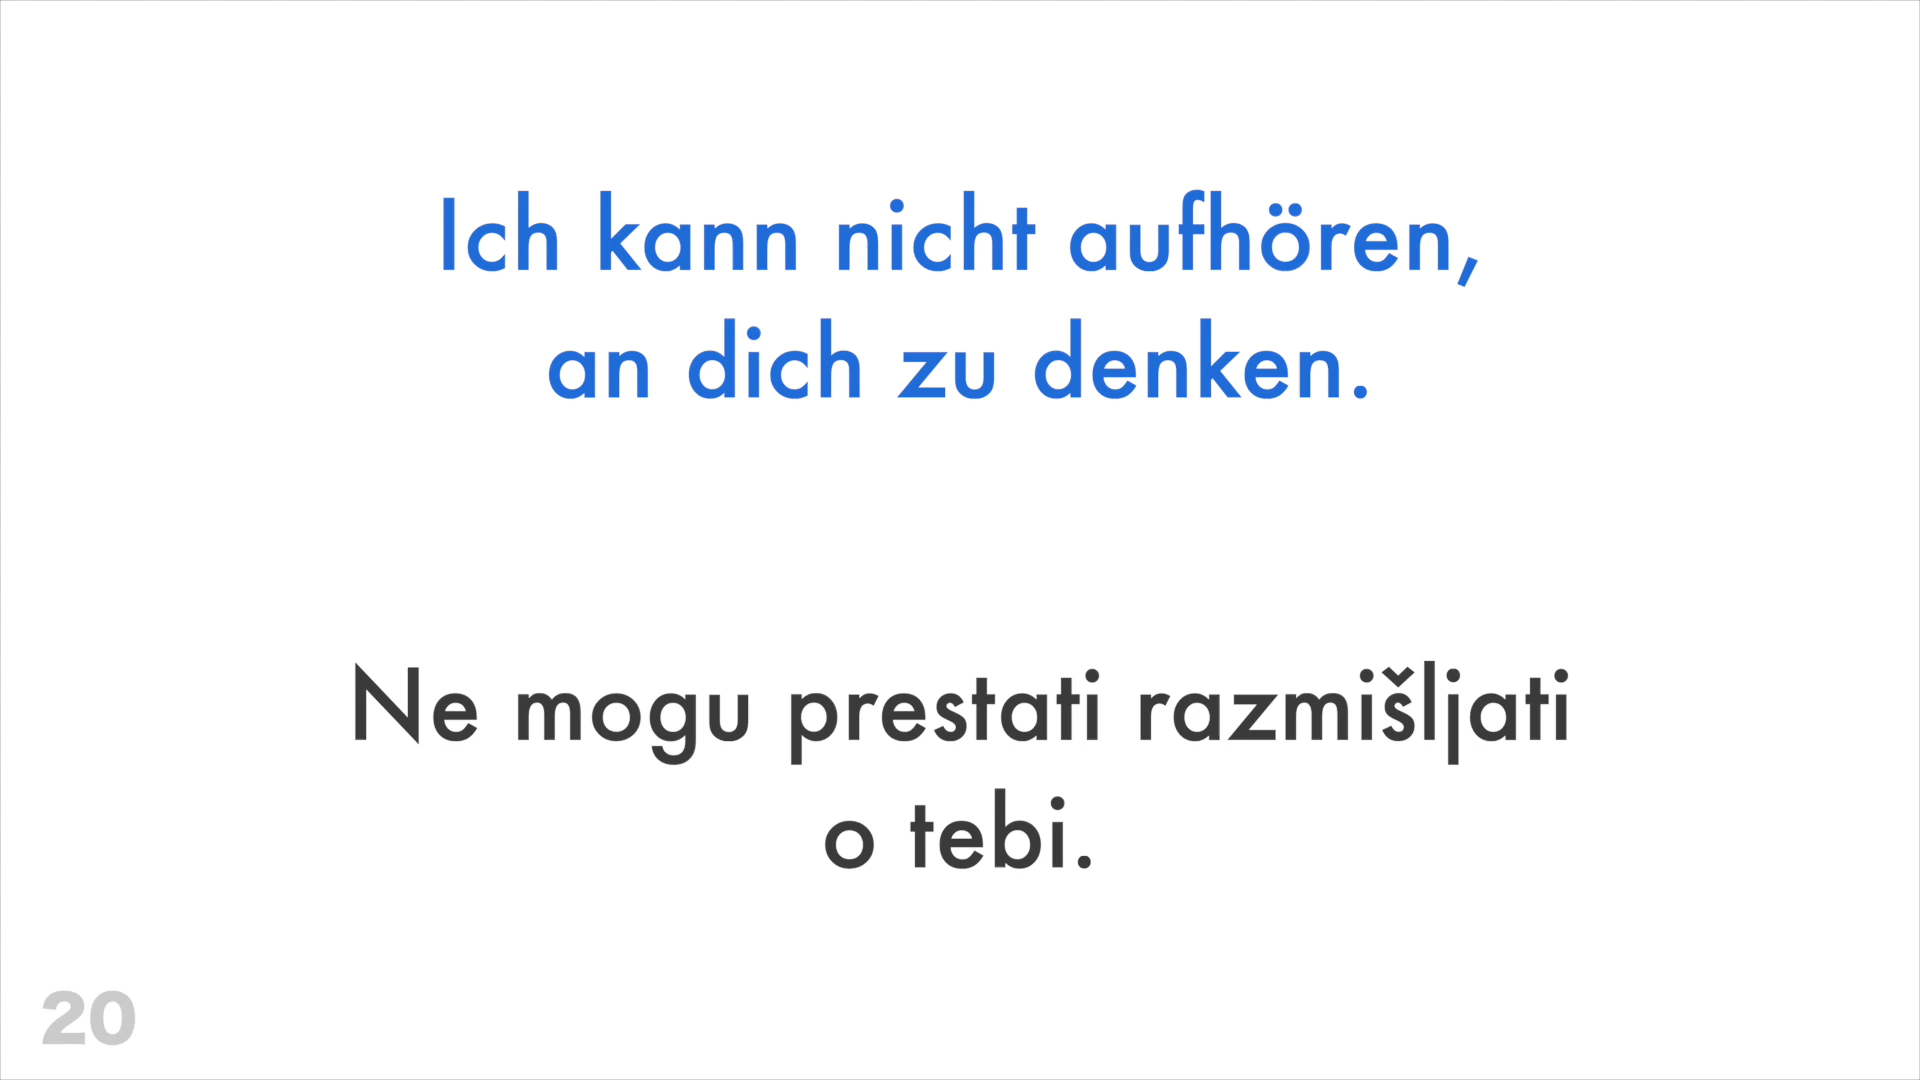 Ich kann nicht aufhören,
an dich zu denken.
Ne mogu prestati razmišljati
o tebi.
20